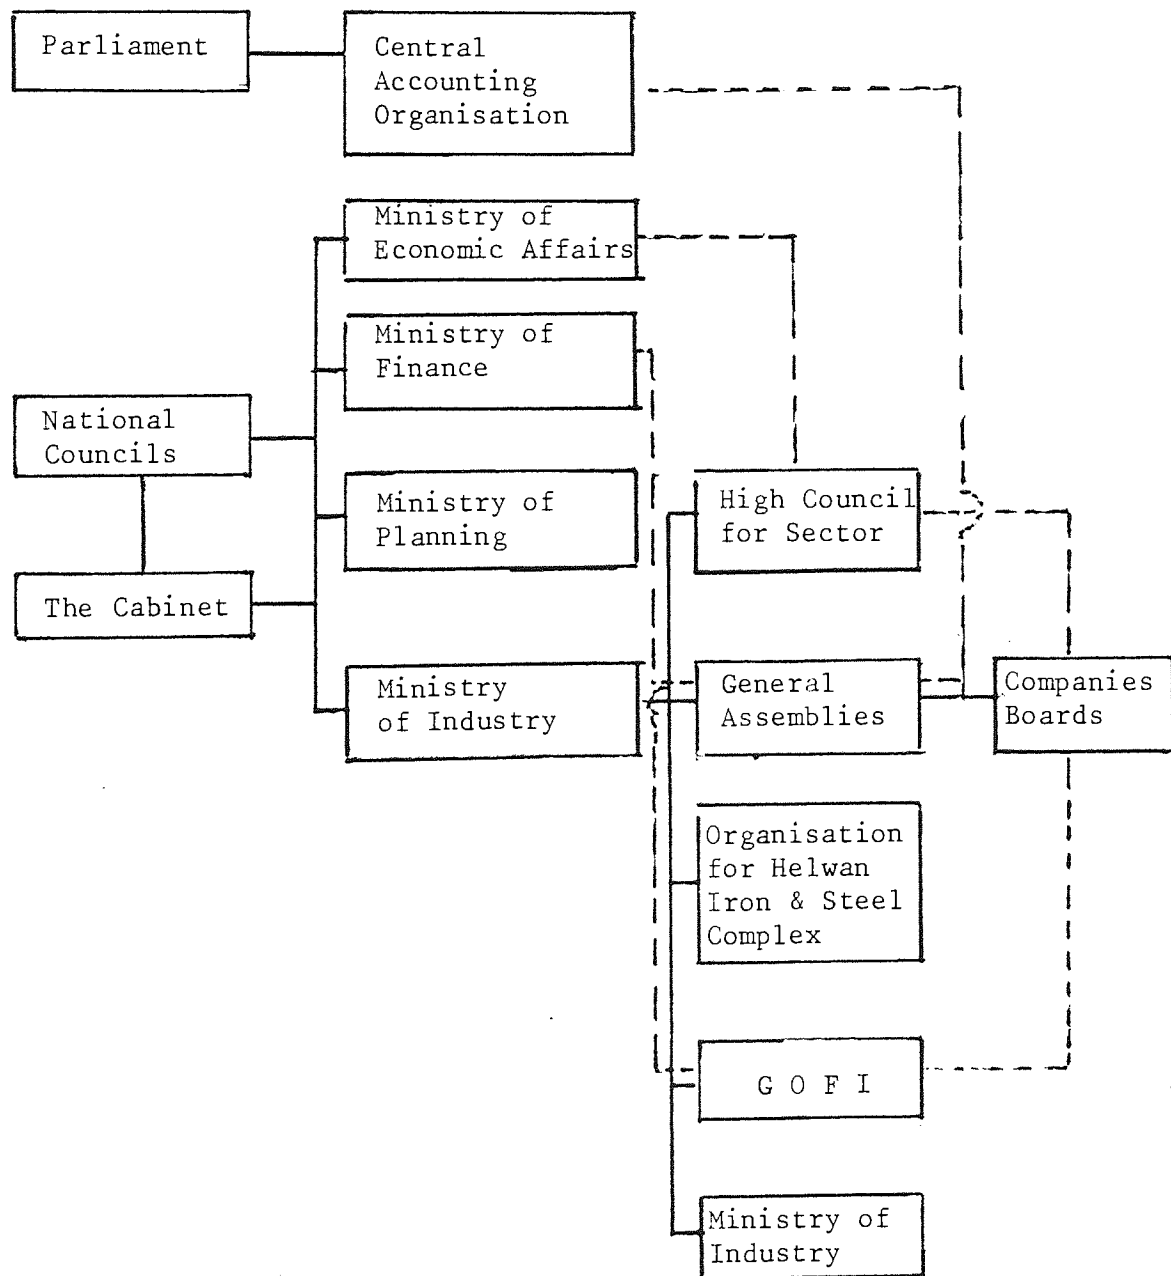 Parliament
Central
Accounting
Organisation
Ministry of
Economic Affairs
Ministry of
Finance
National
Councils
Ministry of
Planning
High Council
for Sector
The Cabinet
Ministry
of Industry
General
Assemblies
Companies
Boards
Organisation
for Helwan
Iron & Steel
Complex
G O F I
Ministry of
Industry